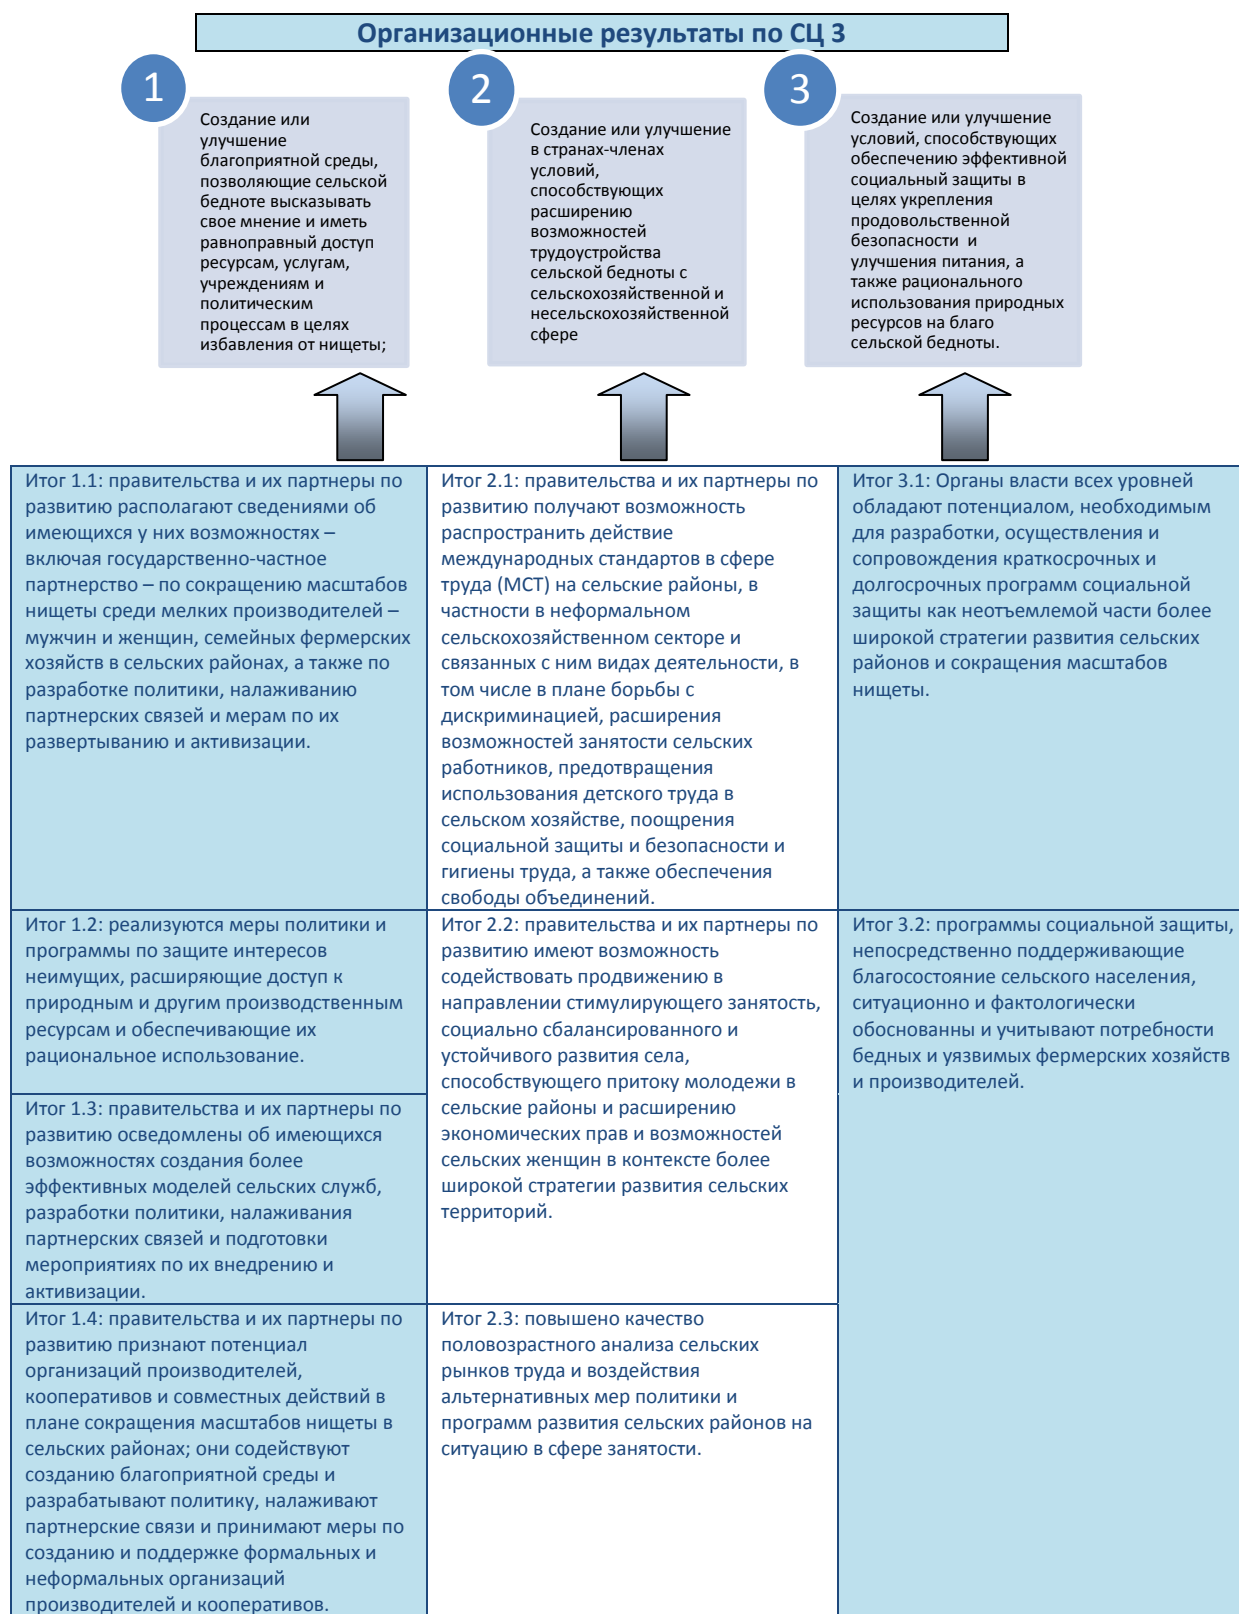 Организационные результаты по СЦ 3
1
Создание или
улучшение
благоприятной среды,
позволяющие сельской
бедноте высказывать
свое мнение и иметь
равноправный доступ
ресурсам, услугам,
учреждениям и
политическим
процессам в целях
избавления от нищеты;
2
Создание или улучшение
в странах-членах
условий,
способствующих
расширению
возможностей
трудоустройства
сельской бедноты с
сельскохозяйственной и
несельскохозяйственной
сфере
3
Создание или улучшение
условий, способствующих
обеспечению эффективной
социальный защиты в
целях укрепления
продовольственной
безопасности и
улучшения питания, а
также рационального
использования природных
ресурсов на благо
сельской бедноты.
Итог 1.1: правительства и их партнеры по
развитию располагают сведениями об
имеющихся у них возможностях –
включая государственно-частное
партнерство – по сокращению масштабов
нищеты среди мелких производителей –
мужчин и женщин, семейных фермерских
хозяйств в сельских районах, а также по
разработке политики, налаживанию
партнерских связей и мерам по их
развертыванию и активизации.
Итог 2.1: правительства и их партнеры по
развитию получают возможность
распространить действие
международных стандартов в сфере
труда (МСТ) на сельские районы, в
частности в неформальном
сельскохозяйственном секторе и
связанных с ним видах деятельности, в
том числе в плане борьбы с
дискриминацией, расширения
возможностей занятости сельских
работников, предотвращения
использования детского труда в
сельском хозяйстве, поощрения
социальной защиты и безопасности и
гигиены труда, а также обеспечения
свободы объединений.
Итог 3.1: Органы власти всех уровней
обладают потенциалом, необходимым
для разработки, осуществления и
сопровождения краткосрочных и
долгосрочных программ социальной
защиты как неотъемлемой части более
широкой стратегии развития сельских
районов и сокращения масштабов
нищеты.
Итог 1.2: реализуются меры политики и
программы по защите интересов
неимущих, расширяющие доступ к
природным и другим производственным
ресурсам и обеспечивающие их
рациональное использование.
Итог 2.2: правительства и их партнеры по
развитию имеют возможность
содействовать продвижению в
направлении стимулирующего занятость,
социально сбалансированного и
устойчивого развития села,
способствующего притоку молодежи в
сельские районы и расширению
экономических прав и возможностей
сельских женщин в контексте более
широкой стратегии развития сельских
территорий.
Итог 3.2: программы социальной защиты,
непосредственно поддерживающие
благосостояние сельского населения,
ситуационно и фактологически
обоснованны и учитывают потребности
бедных и уязвимых фермерских хозяйств
и производителей.
Итог 1.3: правительства и их партнеры по
развитию осведомлены об имеющихся
возможностях создания более
эффективных моделей сельских служб,
разработки политики, налаживания
партнерских связей и подготовки
мероприятиях по их внедрению и
активизации.
Итог 1.4: правительства и их партнеры по
развитию признают потенциал
организаций производителей,
кооперативов и совместных действий в
плане сокращения масштабов нищеты в
сельских районах; они содействуют
созданию благоприятной среды и
разрабатывают политику, налаживают
партнерские связи и принимают меры по
созданию и поддержке формальных и
неформальных организаций
производителей и кооперативов.
Итог 2.3: повышено качество
половозрастного анализа сельских
рынков труда и воздействия
альтернативных мер политики и
программ развития сельских районов на
ситуацию в сфере занятости.